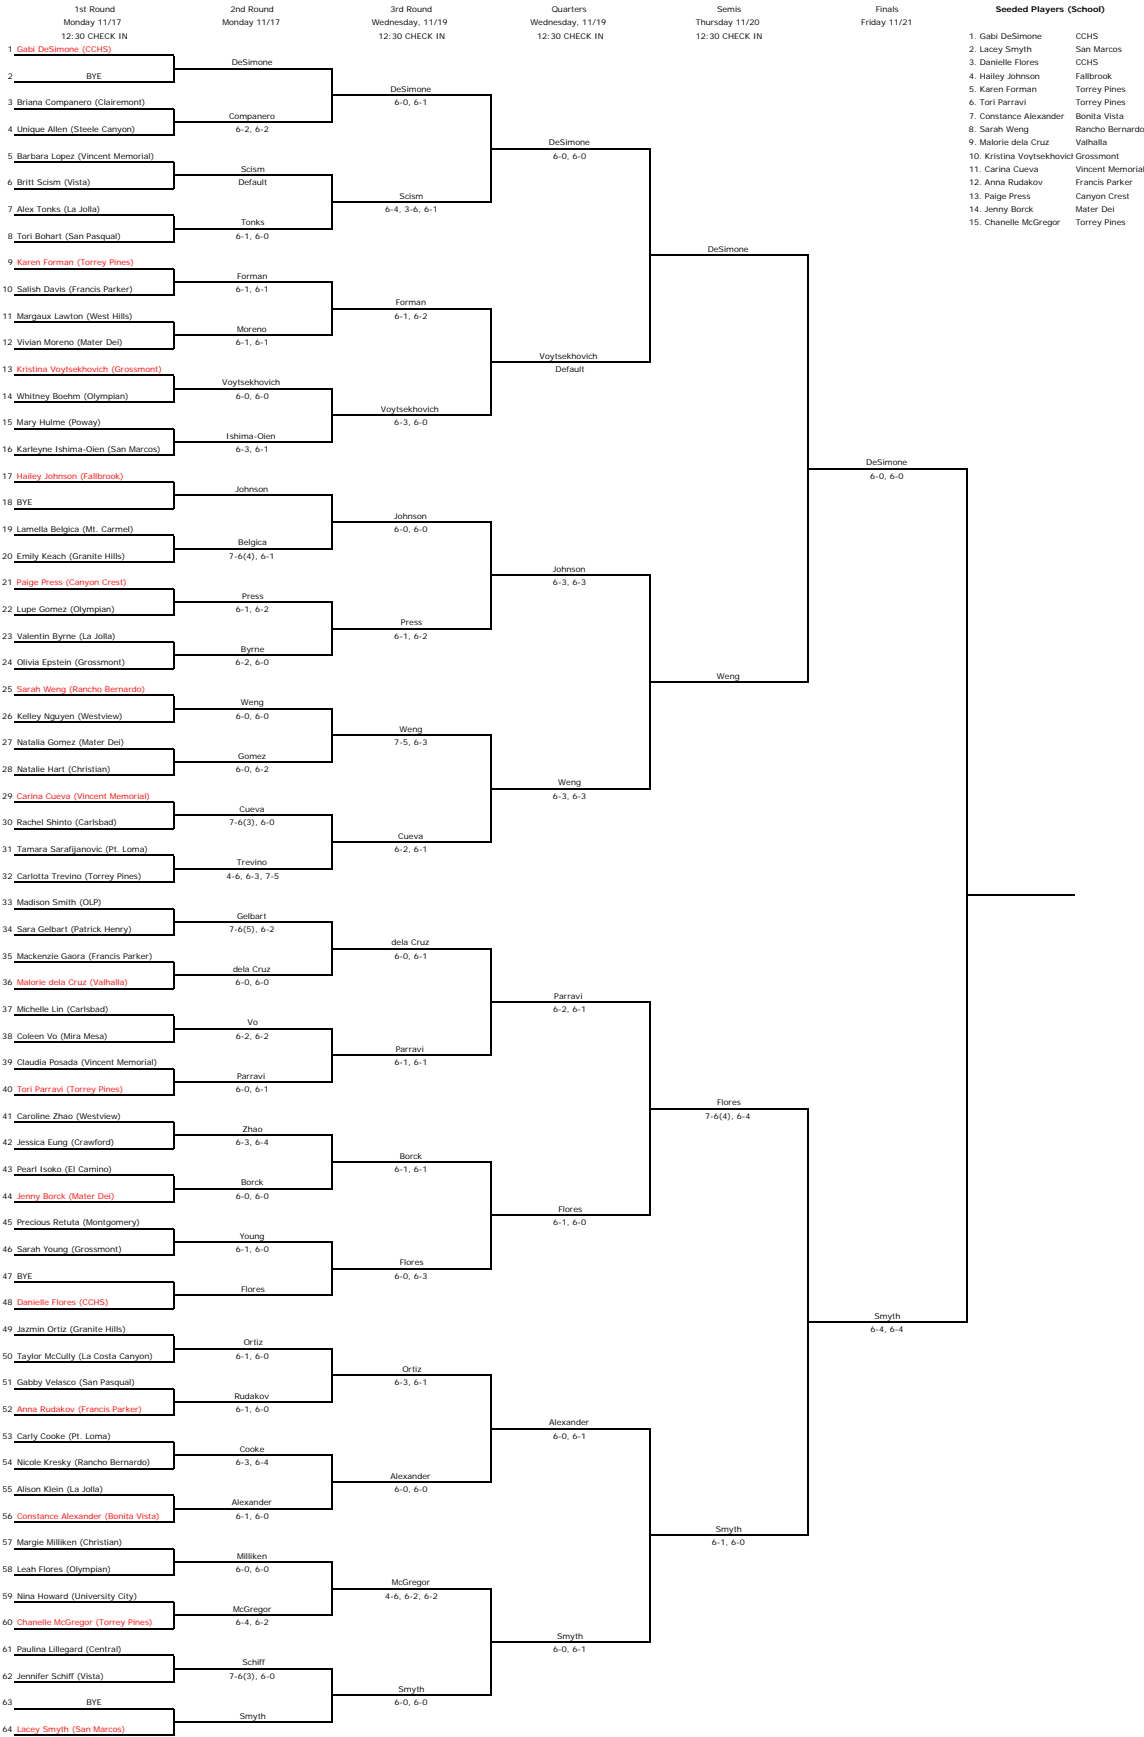 1st Round
Monday 11/17
12:30 CHECK IN
2nd Round
Monday 11/17
3rd Round
Wednesday, 11/19
12:30 CHECK IN
Quarters
Wednesday, 11/19
12:30 CHECK IN
Semis
Thursday 11/20
12:30 CHECK IN
Finals
Friday 11/21
Seeded Players (School)
1. Gabi DeSimone CCHS
2. Lacey Smyth San Marcos
3. Danielle Flores CCHS
4. Hailey Johnson Fallbrook
5. Karen Forman Torrey Pines
6. Tori Parravi Torrey Pines
7. Constance Alexander Bonita Vista
8. Sarah Weng Rancho Bernardo
9. Malorie dela Cruz Valhalla
10. Kristina Voytsekhovich Grossmont
11. Carina Cueva Vincent Memorial
12. Anna Rudakov Francis Parker
13. Paige Press Canyon Crest
14. Jenny Borck Mater Dei
15. Chanelle McGregor Torrey Pines
1 Gabi DeSimone (CCHS)
2 BYE
3 Briana Companero (Clairemont)
4 Unique Allen (Steele Canyon)
5 Barbara Lopez (Vincent Memorial)
6 Britt Scism (Vista)
7 Alex Tonks (La Jolla)
8 Tori Bohart (San Pasqual)
9 Karen Forman (Torrey Pines)
10 Salish Davis (Francis Parker)
11 Margaux Lawton (West Hills)
12 Vivian Moreno (Mater Dei)
13 Kristina Voytsekhovich (Grossmont)
14 Whitney Boehm (Olympian)
15 Mary Hulme (Poway)
16 Karleyne Ishima-Oien (San Marcos)
17 Hailey Johnson (Fallbrook)
18 BYE
19 Lamella Belgica (Mt. Carmel)
20 Emily Keach (Granite Hills)
21 Paige Press (Canyon Crest)
22 Lupe Gomez (Olympian)
23 Valentin Byrne (La Jolla)
24 Olivia Epstein (Grossmont)
25 Sarah Weng (Rancho Bernardo)
26 Kelley Nguyen (Westview)
27 Natalia Gomez (Mater Dei)
28 Natalie Hart (Christian)
29 Carina Cueva (Vincent Memorial)
30 Rachel Shinto (Carlsbad)
31 Tamara Sarafijanovic (Pt. Loma)
32 Carlotta Trevino (Torrey Pines)
33 Madison Smith (OLP)
34 Sara Gelbart (Patrick Henry)
35 Mackenzie Gaora (Francis Parker)
36 Malorie dela Cruz (Valhalla)
37 Michelle Lin (Carlsbad)
38 Coleen Vo (Mira Mesa)
39 Claudia Posada (Vincent Memorial)
40 Tori Parravi (Torrey Pines)
41 Caroline Zhao (Westview)
42 Jessica Eung (Crawford)
43 Pearl Isoko (El Camino)
44 Jenny Borck (Mater Dei)
45 Precious Retuta (Montgomery)
46 Sarah Young (Grossmont)
47 BYE
48 Danielle Flores (CCHS)
49 Jazmin Ortiz (Granite Hills)
50 Taylor McCully (La Costa Canyon)
51 Gabby Velasco (San Pasqual)
52 Anna Rudakov (Francis Parker)
53 Carly Cooke (Pt. Loma)
54 Nicole Kresky (Rancho Bernardo)
55 Alison Klein (La Jolla)
56 Constance Alexander (Bonita Vista)
57 Margie Milliken (Christian)
58 Leah Flores (Olympian)
59 Nina Howard (University City)
60 Chanelle McGregor (Torrey Pines)
61 Paulina Lillegard (Central)
62 Jennifer Schiff (Vista)
63 BYE
64 Lacey Smyth (San Marcos)
DeSimone
Companero
6-2, 6-2
Scism
Default
Tonks
6-1, 6-0
Forman
6-1, 6-1
Moreno
6-1, 6-1
Voytsekhovich
6-0, 6-0
Ishima-Oien
6-3, 6-1
Johnson
Belgica
7-6(4), 6-1
Press
6-1, 6-2
Byrne
6-2, 6-0
Weng
6-0, 6-0
Gomez
6-0, 6-2
Cueva
7-6(3), 6-0
Trevino
4-6, 6-3, 7-5
Gelbart
7-6(5), 6-2
dela Cruz
6-0, 6-0
Vo
6-2, 6-2
Parravi
6-0, 6-1
Zhao
6-3, 6-4
Borck
6-0, 6-0
Young
6-1, 6-0
Flores
Ortiz
6-1, 6-0
Rudakov
6-1, 6-0
Cooke
6-3, 6-4
Alexander
6-1, 6-0
Milliken
6-0, 6-0
McGregor
6-4, 6-2
Schiff
7-6(3), 6-0
Smyth
DeSimone
6-0, 6-1
Scism
6-4, 3-6, 6-1
Forman
6-1, 6-2
Voytsekhovich
6-3, 6-0
Johnson
6-0, 6-0
Press
6-1, 6-2
Weng
7-5, 6-3
Cueva
6-2, 6-1
dela Cruz
6-0, 6-1
Parravi
6-1, 6-1
Borck
6-1, 6-1
Flores
6-0, 6-3
Ortiz
6-3, 6-1
Alexander
6-0, 6-0
McGregor
4-6, 6-2, 6-2
Smyth
6-0, 6-0
DeSimone
6-0, 6-0
Voytsekhovich
Default
Johnson
6-3, 6-3
Weng
6-3, 6-3
Parravi
6-2, 6-1
Flores
6-1, 6-0
Alexander
6-0, 6-1
Smyth
6-0, 6-1
DeSimone
Weng
Flores
7-6(4), 6-4
Smyth
6-1, 6-0
DeSimone
6-0, 6-0
Smyth
6-4, 6-4